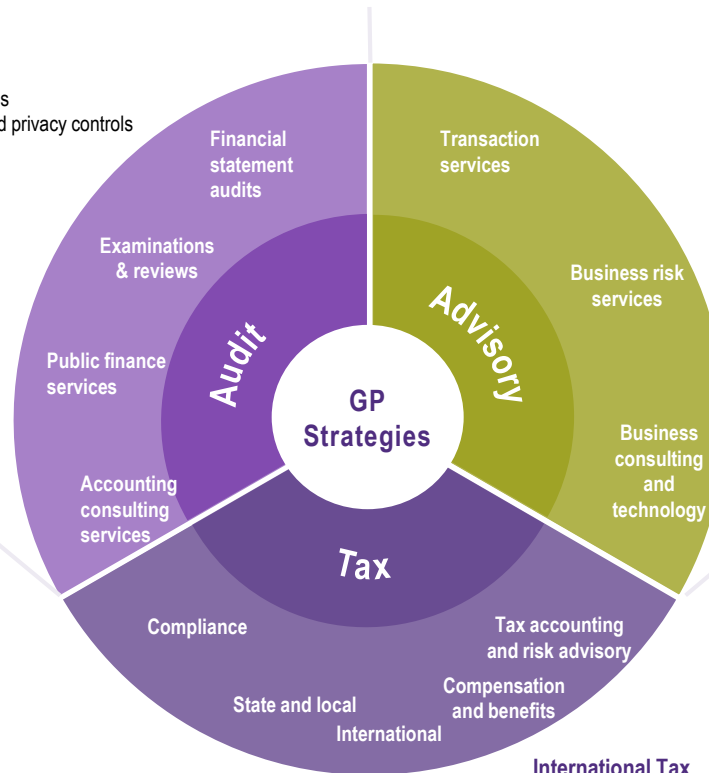 s
d privacy controls
Financial
statement
audits
Examinations
& reviews
Public finance
services
Accounting
consulting
services
Audit
Transaction
services
Business risk
services
Business
consulting
and
technology
Advisory
GP
Strategies
Tax
Compliance
State and local
International
Compensation
and benefits
Tax accounting
and risk advisory
International Tax